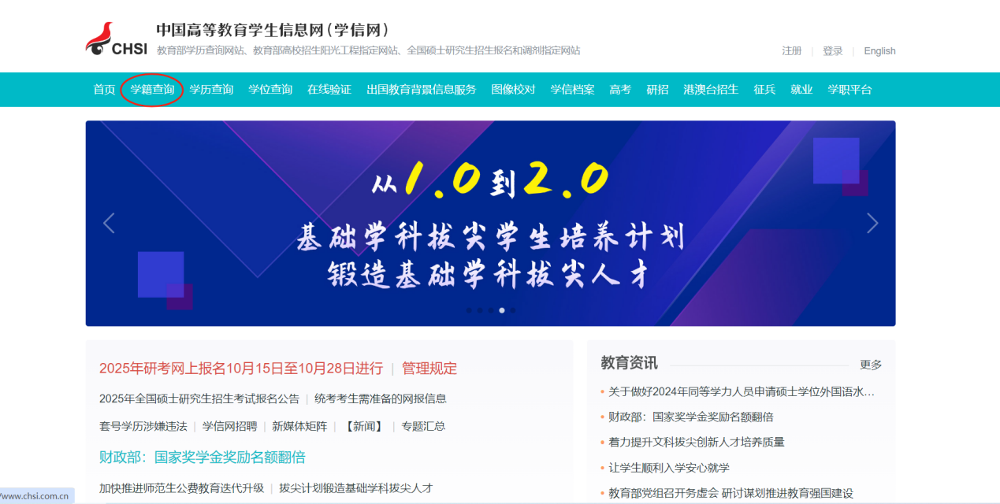 中国高等教育学生信息网(学信网)
CHSI
教育部学历查询网站、教育部高校招生阳光工程指定网站、全国硕士研究生招生报名和调剂指定网站
注册 | 登录 | English
首页 学籍查询 学历查询 学位查询 在线验证 出国教育背景信息服务 图像校对 学信档案 高考 研招 港澳台招生 征兵 就业 学职平台
从1.0到2.0
基础学科拔尖学生培养计划
锻造基础学科拔尖人才
2025年研考网上报名10月15日至10月28日进行 | 管理规定
2025年全国硕士研究生招生考试报名公告 | 统考考生需准备的网报信息
套号学历涉嫌违法 | 学信网招聘 | 新媒体矩阵 | 【新闻】 | 专题汇总
财政部：国家奖学金奖励名额翻倍
加快推进师范生公费教育迭代升级 | 拔尖计划锻造基础学科拔尖人才
教育资讯
更多
关于做好2024年同等学力人员申请硕士学位外国语水…
财政部：国家奖学金奖励名额翻倍
着力提升文科拔尖创新人才培养质量
让学生顺利入学安心就学
教育部党组召开务虚会 研讨谋划推进教育强国建设
/www.chsi.com.cn